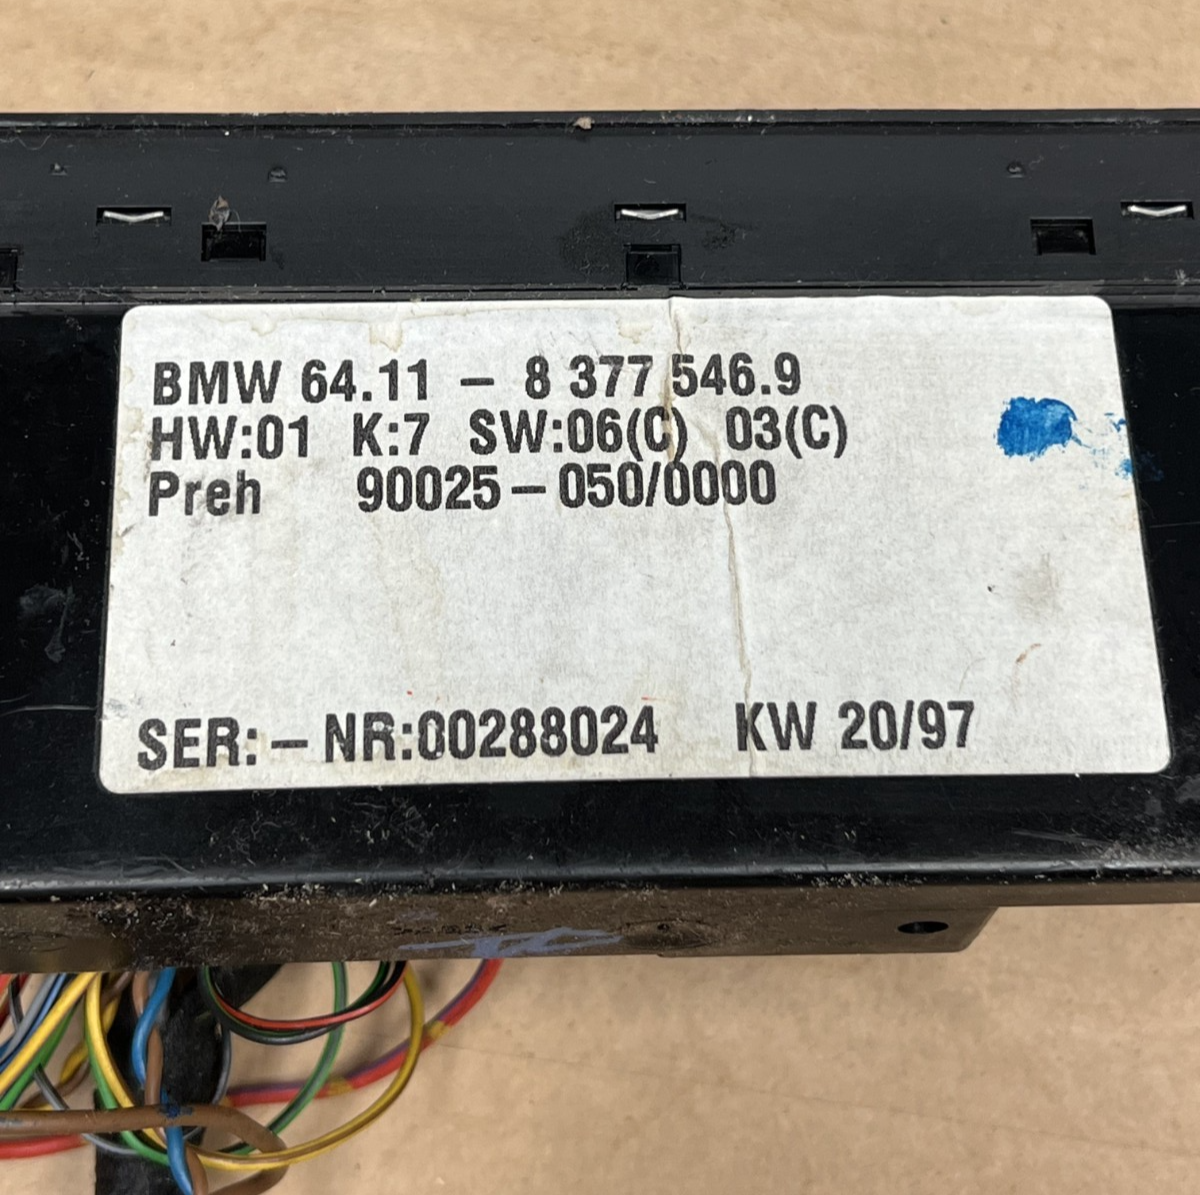 BMW 64.11 – 8 377 546.9
HW:01 K:7 SW:06(C) 03(C)
Preh 90025–050/0000
SER:–NR:00288024 KW 20/97